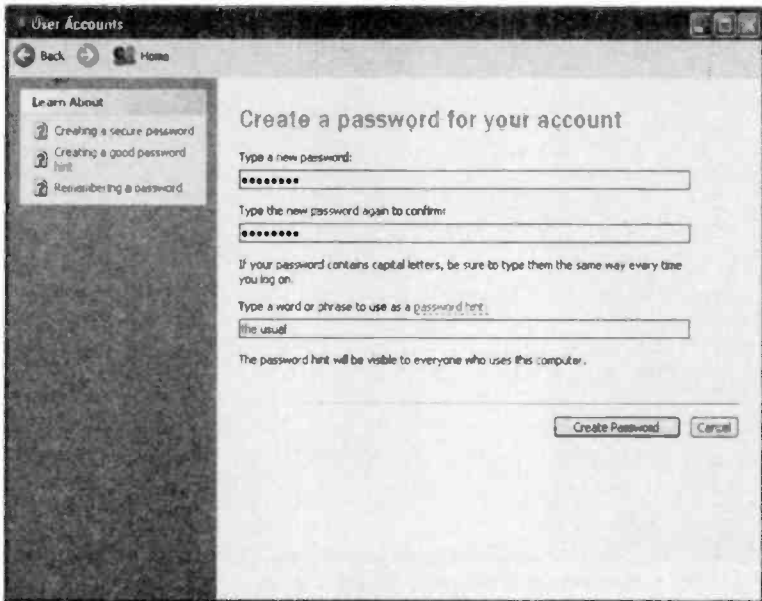 User Accounts
Back Home
Learn About
Creating a secure password
Creating a good password
hint
Remembering a password
Create a password for your account
Type a new password:
••••••••
Type the new password again to confirm:
••••••••
If your password contains capital letters, be sure to type them the same way every time
you log on.
Type a word or phrase to use as a password hint:
the usual
The password hint will be visible to everyone who uses this computer.
Create Password Cancel